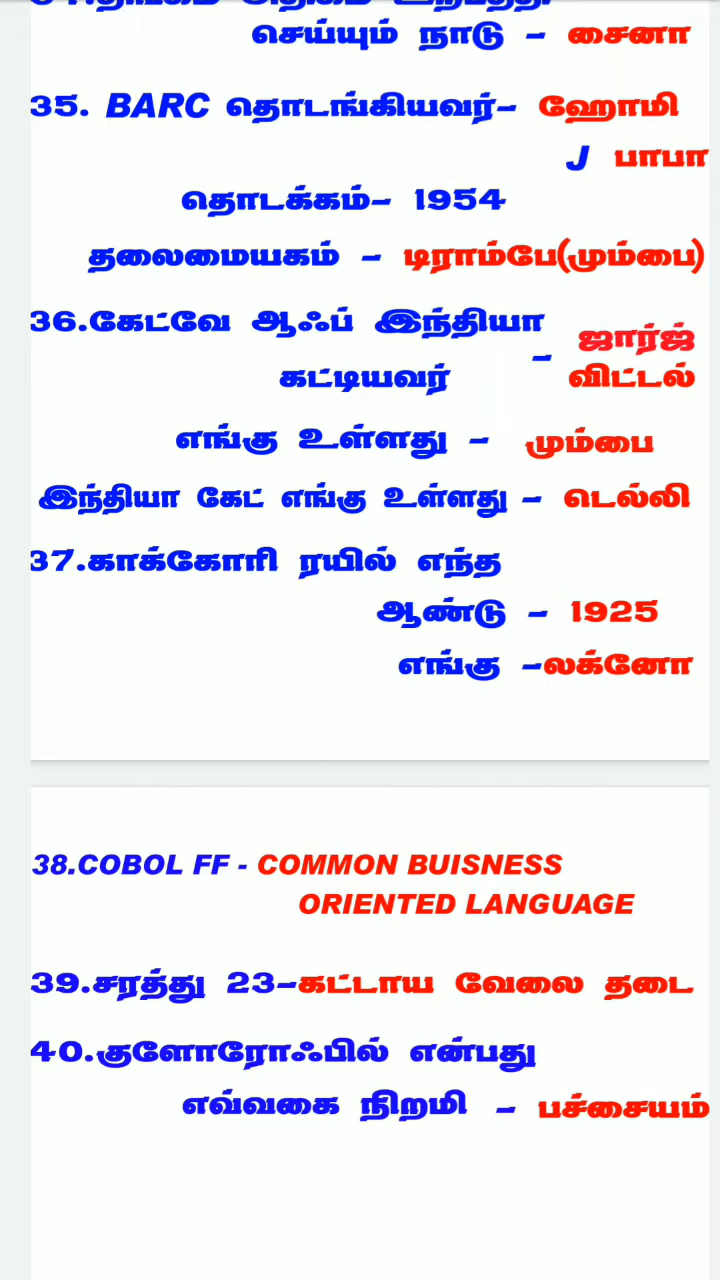 செய்யும் நாடு - சைனா
35. BARC தொடங்கியவர்- ஹோமி
J பாபா
தொடக்கம்- 1954
தலைமையகம் - டிராம்பே(மும்பை)
36.கேட்வே ஆஃப் இந்தியா
கட்டியவர் - ஜார்ஜ் விட்டல்
எங்கு உள்ளது - மும்பை
இந்தியா கேட் எங்கு உள்ளது - டெல்லி
37.காக்கோரி ரயில் எந்த
ஆண்டு - 1925
எங்கு -லக்னோ
38.COBOL FF - COMMON BUISNESS
ORIENTED LANGUAGE
39.சரத்து 23-கட்டாய வேலை தடை
40.குளோரோஃபில் என்பது
எவ்வகை நிறமி - பச்சையம்